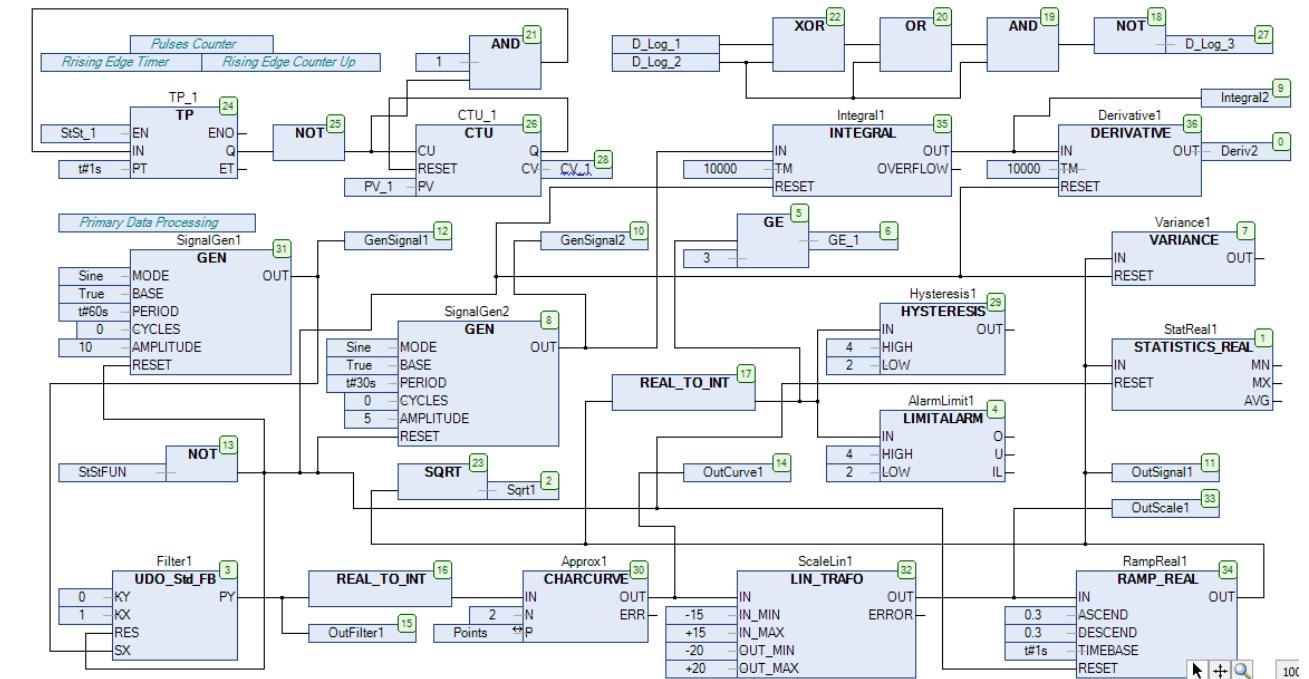 22
20
19
18
21
XOR
OR
AND
NOT
27
Pulses Counter
AND
D_Log_1
D_Log_3
Rrising Edge Timer
Rising Edge Counter Up
1
D_Log_2
9
TP_1
24
Integral2
TP
25
CTU_1
26
Integral1
35
Derivative1
36
StSt_1
EN
ENO
NOT
CTU
28
INTEGRAL
DERIVATIVE
0
IN
Q
CU
Q
IN
OUT
IN
OUT
Deriv2
t#1s
PT
ET
RESET
CV
CV_1
10000
TM
OVERFLOW
10000
TM
PV_1
PV
RESET
RESET
Primary Data Processing
12
10
5
6
Variance1
7
SignalGen1
31
GenSignal1
GenSignal2
GE
GE_1
VARIANCE
GEN
3
IN
OUT
Sine
MODE
OUT
RESET
True
BASE
Hysteresis1
29
t#60s
PERIOD
SignalGen2
8
HYSTERESIS
StatReal1
1
0
CYCLES
GEN
IN
OUT
STATISTICS_REAL
10
AMPLITUDE
Sine
MODE
OUT
4
HIGH
IN
MN
RESET
True
BASE
17
2
LOW
RESET
MX
t#30s
PERIOD
REAL_TO_INT
AVG
0
CYCLES
AlarmLimit1
4
5
AMPLITUDE
LIMITALARM
13
RESET
IN
O
NOT
23
14
4
HIGH
U
11
StStFUN
SQRT
2
OutCurve1
2
LOW
IL
OutSignal1
Sqrt1
33
OutScale1
Filter1
3
16
Approx1
30
ScaleLin1
32
RampReal1
34
UDO_Std_FB
REAL_TO_INT
CHARCURVE
LIN_TRAFO
RAMP_REAL
0
KY
PY
IN
OUT
IN
OUT
IN
OUT
1
KX
15
2
N
ERR
-15
IN_MIN
ERROR
0.3
ASCEND
RES
OutFilter1
Points
P
+15
IN_MAX
0.3
DESCEND
SX
-20
OUT_MIN
t#1s
TIMEBASE
+20
OUT_MAX
RESET
100